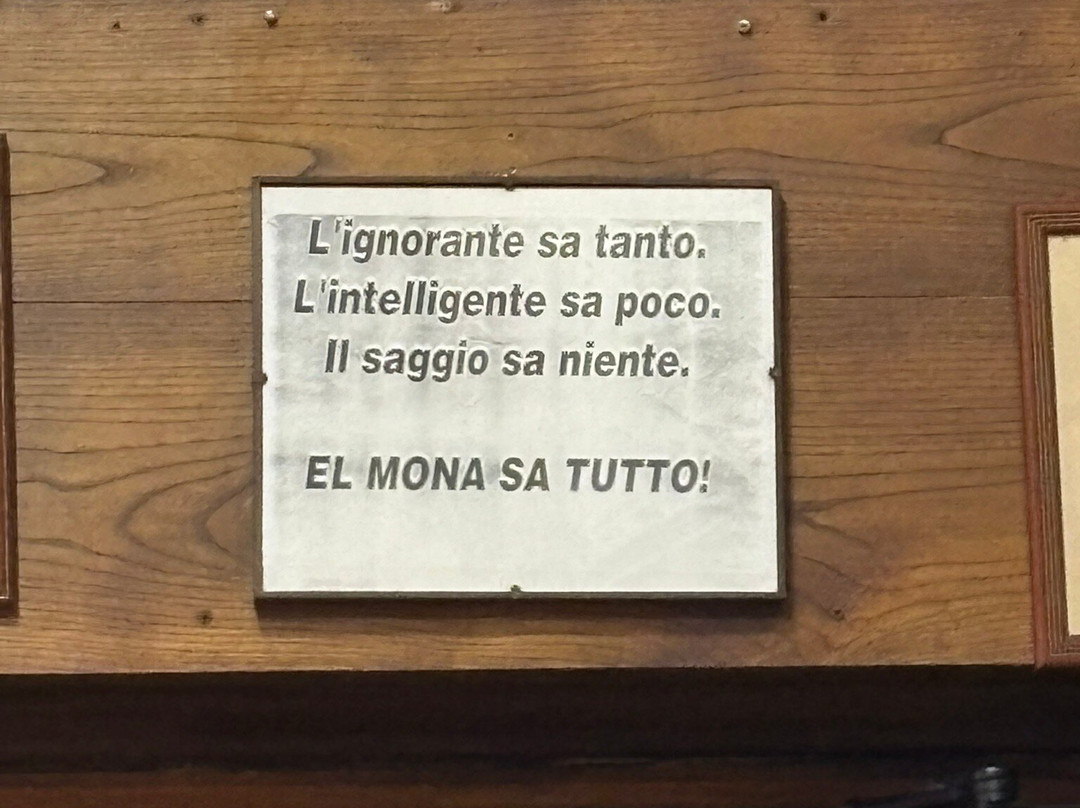 L'ignorante sa tanto.
L'intelligente sa poco.
Il saggio sa niente.
EL MONA SA TUTTO!